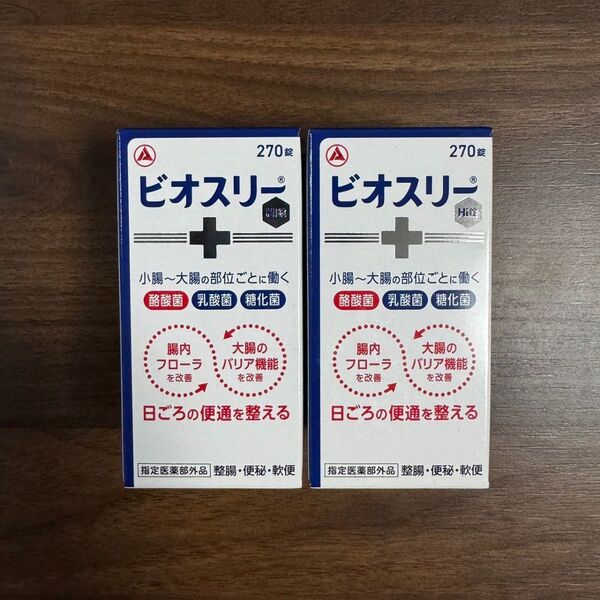 270錠
ビオスリー®
Hi錠
小腸～大腸の部位ごとに働く
酪酸菌 乳酸菌 糖化菌
腸内
フローラ
を改善
大腸の
バリア機能
を改善
日ごろの便通を整える
指定医薬部外品 整腸・便秘・軟便
270錠
ビオスリー®
Hi錠
小腸～大腸の部位ごとに働く
酪酸菌 乳酸菌 糖化菌
腸内
フローラ
を改善
大腸の
バリア機能
を改善
日ごろの便通を整える
指定医薬部外品 整腸・便秘・軟便